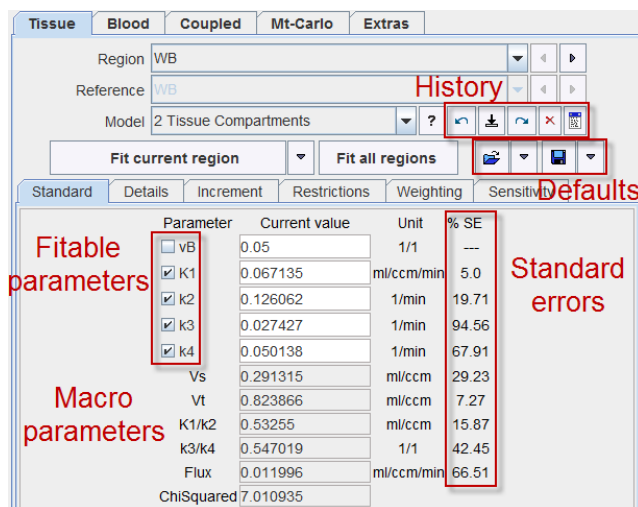 Tissue Blood Coupled Mt-Carlo Extras
Region WB
Reference WB
History
Model 2 Tissue Compartments ?
Fit current region Fit all regions
Defaults
Standard Details Increment Restrictions Weighting Sensitivity
Parameter Current value Unit % SE
vB 0.05 1/1 ---
K1 0.067135 ml/ccm/min 5.0
k2 0.126062 1/min 19.71
k3 0.027427 1/min 94.56
k4 0.050138 1/min 67.91
Vs 0.291315 ml/ccm 29.23
Vt 0.823866 ml/ccm 7.27
K1/k2 0.53255 ml/ccm 15.87
k3/k4 0.547019 1/1 42.45
Flux 0.011996 ml/ccm/min 66.51
ChiSquared 7.010935
Fitable
parameters
Standard
errors
Macro
parameters